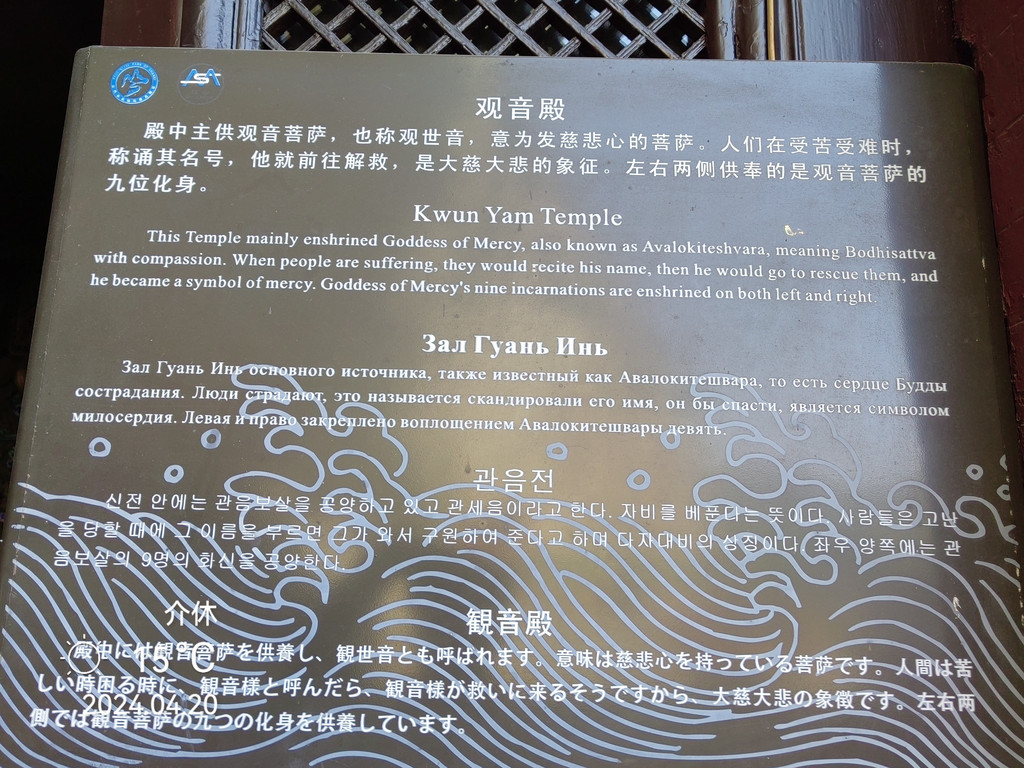 观音殿
殿中主供观音菩萨，也称观世音，意为发慈悲心的菩萨。人们在受苦受难时，
称诵其名号，他就前往解救，是大慈大悲的象征。左右两侧供奉的是观音菩萨的
九位化身。
Kwun Yam Temple
This Temple mainly enshrined Goddess of Mercy, also known as Avalokiteshvara, meaning Bodhisattva
with compassion. When people are suffering, they would recite his name, then he would go to rescue them, and
he became a symbol of mercy. Goddess of Mercy's nine incarnations are enshrined on both left and right.
Зал Гуань Инь
Зал Гуань Инь основного источника, также известный как Авалокитешвара, то есть сердце Будды
сострадания. Люди страдают, это называется скандировали его имя, он бы спасти, является символом
милосердия. Левая и право закреплено воплощением Авалокитешвары девять.
관음전
신전 안에는 관음보살을 공양하고 있고 관세음이라고 한다. 자비를 베푼다는 뜻이다. 사람들은 고난
을 당할 때에 그 이름을 부르면 그가 와서 구원하여 준다고 하며 다자대비의 상징이다. 좌우 양쪽에는 관
음보살의 9명의 화신을 공양한다.
介休
観音殿
殿中には観音菩萨を供養し、観世音とも呼ばれます。意味は慈悲心を持っている菩萨です。人間は苦
しい時困る時に、観音様と呼んだら、観音様が救いに来るそうですから、大慈大悲の象徴です。左右两
側では観音菩萨の九つの化身を供養しています。
15°C
2024.04.20